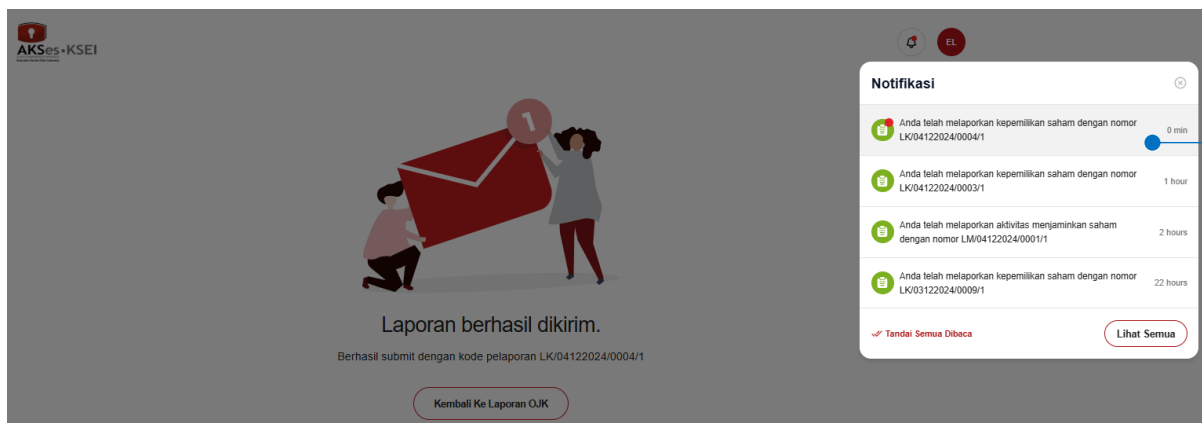 AKSes-KSEI
EL
1
Laporan berhasil dikirim.
Berhasil submit dengan kode pelaporan LK/04122024/0004/1
Kembali Ke Laporan OJK
Notifikasi
Anda telah melaporkan kepemilikan saham dengan nomor
LK/04122024/0004/1
0 min
Anda telah melaporkan kepemilikan saham dengan nomor
LK/04122024/0003/1
1 hour
Anda telah melaporkan aktivitas menjaminkan saham
dengan nomor LM/04122024/0001/1
2 hours
Anda telah melaporkan kepemilikan saham dengan nomor
LK/03122024/0009/1
22 hours
Tandai Semua Dibaca
Lihat Semua